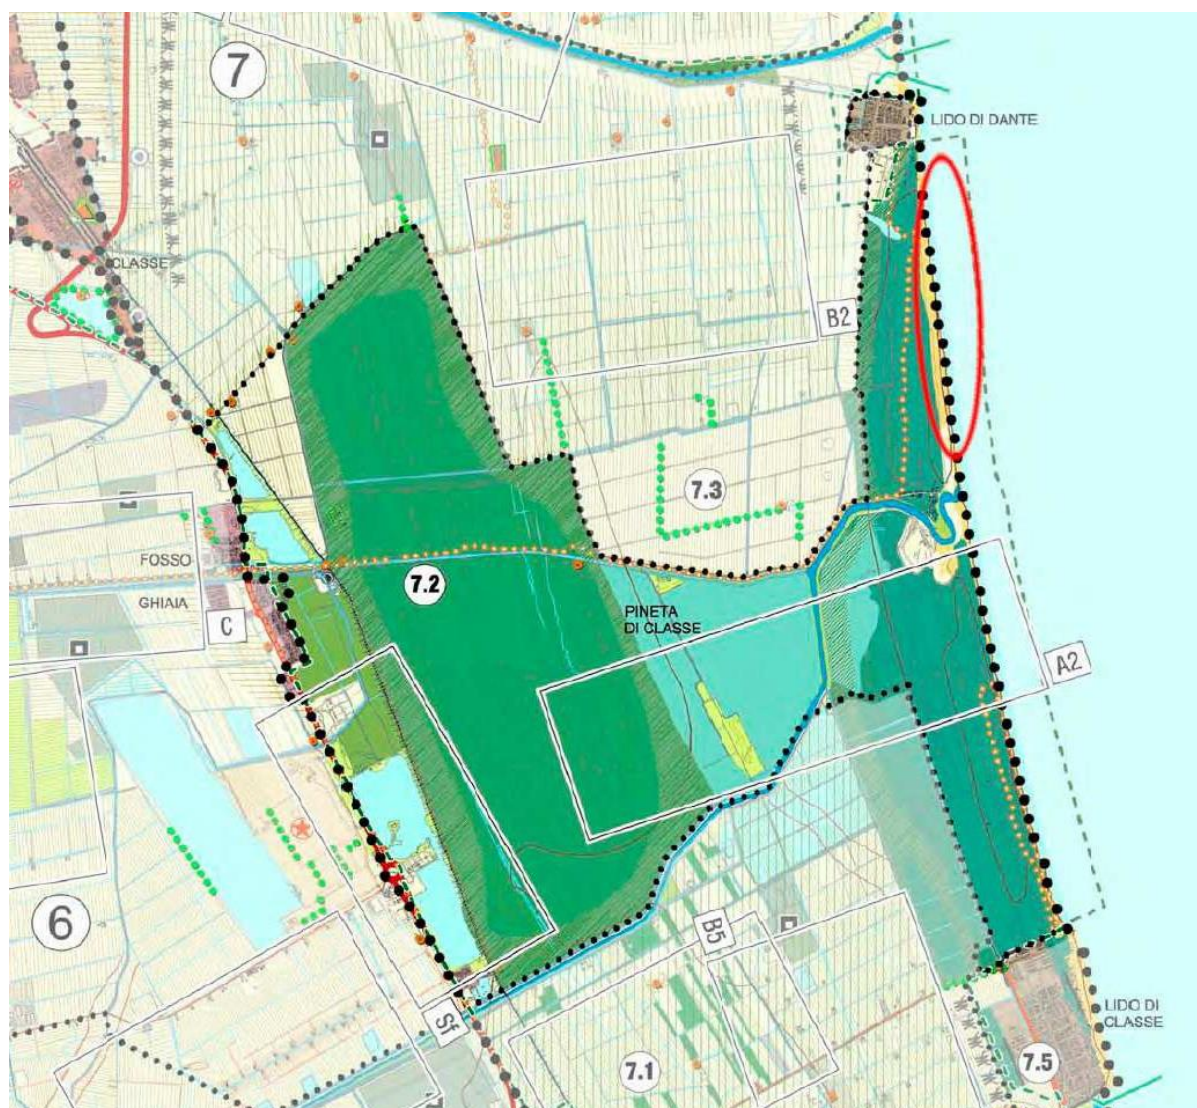 7
LIDO DI DANTE
CLASSE
B2
7.3
FOSSO
GHIAIA
7.2
C
PINETA
DI CLASSE
A2
6
B5
Sf
LIDO DI
CLASSE
7.1
7.5